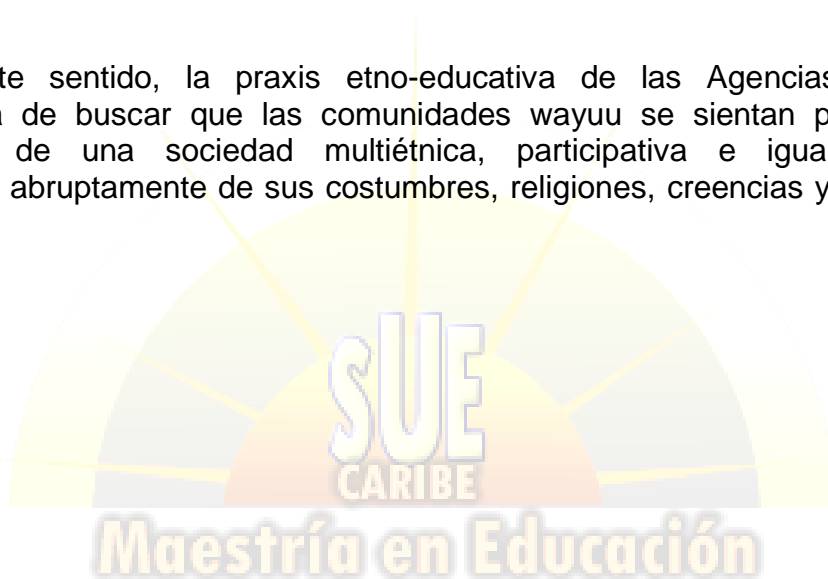 te sentido, la praxis etno-educativa de las Agencias
de buscar que las comunidades wayuu se sientan
de una sociedad multiétnica, participativa e
abruptamente de sus costumbres, religiones, creencias y
SUE
CARIBE
Maestría en Educación